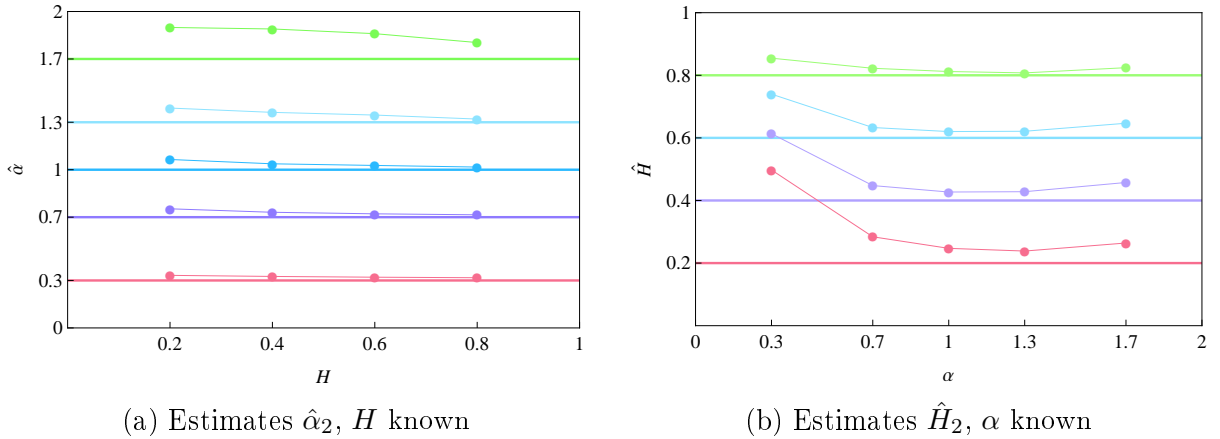 2
1.7
1.3
1
0.7
0.3
0
α̂
0.2 0.4 0.6 0.8 1
H
(a) Estimates α̂₂, H known
1
0.8
0.6
0.4
0.2
Ĥ
0 0.3 0.7 1 1.3 1.7 2
α
(b) Estimates Ĥ₂, α known